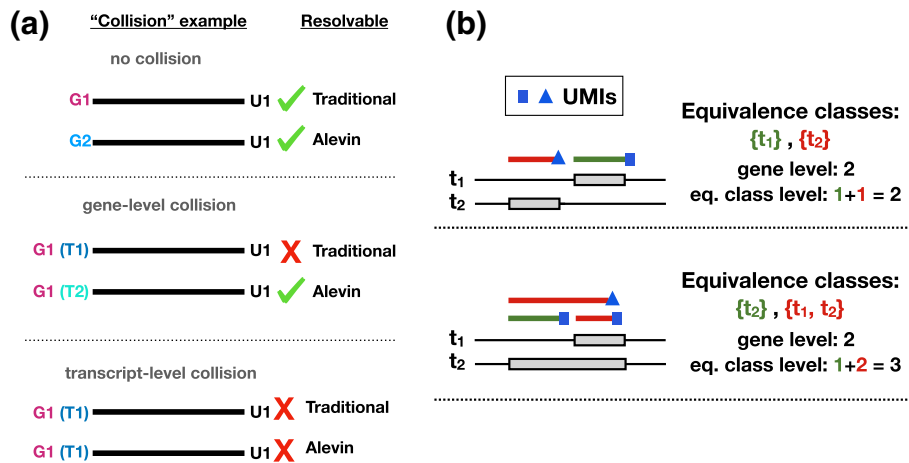 (a)
"Collision" example Resolvable
no collision
G1 U1 Traditional
G2 U1 Alevin
gene-level collision
G1 (T1) U1 X Traditional
G1 (T2) U1 Alevin
transcript-level collision
G1 (T1) U1 X Traditional
G1 (T1) U1 X Alevin
(b)
UMIs
t1
t2
Equivalence classes:
{t1} , {t2}
gene level: 2
eq. class level: 1+1 = 2
t1
t2
Equivalence classes:
{t2} , {t1, t2}
gene level: 2
eq. class level: 1+2 = 3